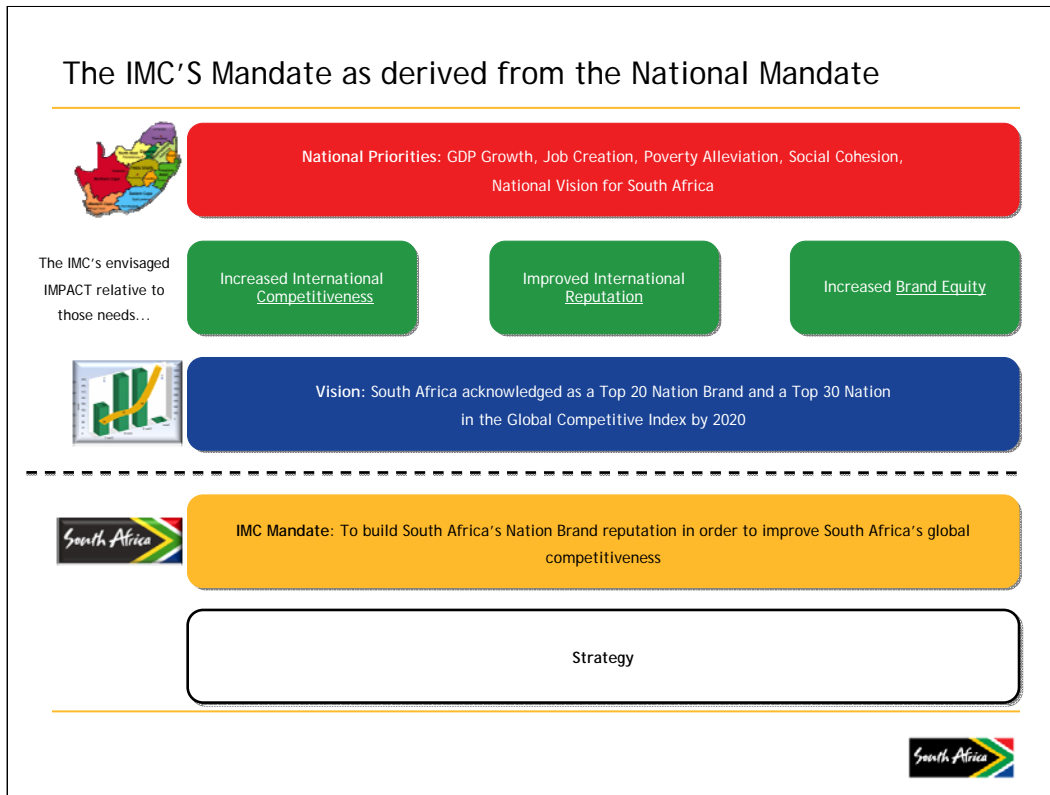 The IMC'S Mandate as derived from the National Mandate
National Priorities: GDP Growth, Job Creation, Poverty Alleviation, Social Cohesion,
National Vision for South Africa
The IMC's envisaged
IMPACT relative to
those needs...
Increased International
Competitiveness
Improved International
Reputation
Increased Brand Equity
Vision: South Africa acknowledged as a Top 20 Nation Brand and a Top 30 Nation
in the Global Competitive Index by 2020
South Africa
IMC Mandate: To build South Africa's Nation Brand reputation in order to improve South Africa's global
competitiveness
Strategy
South Africa